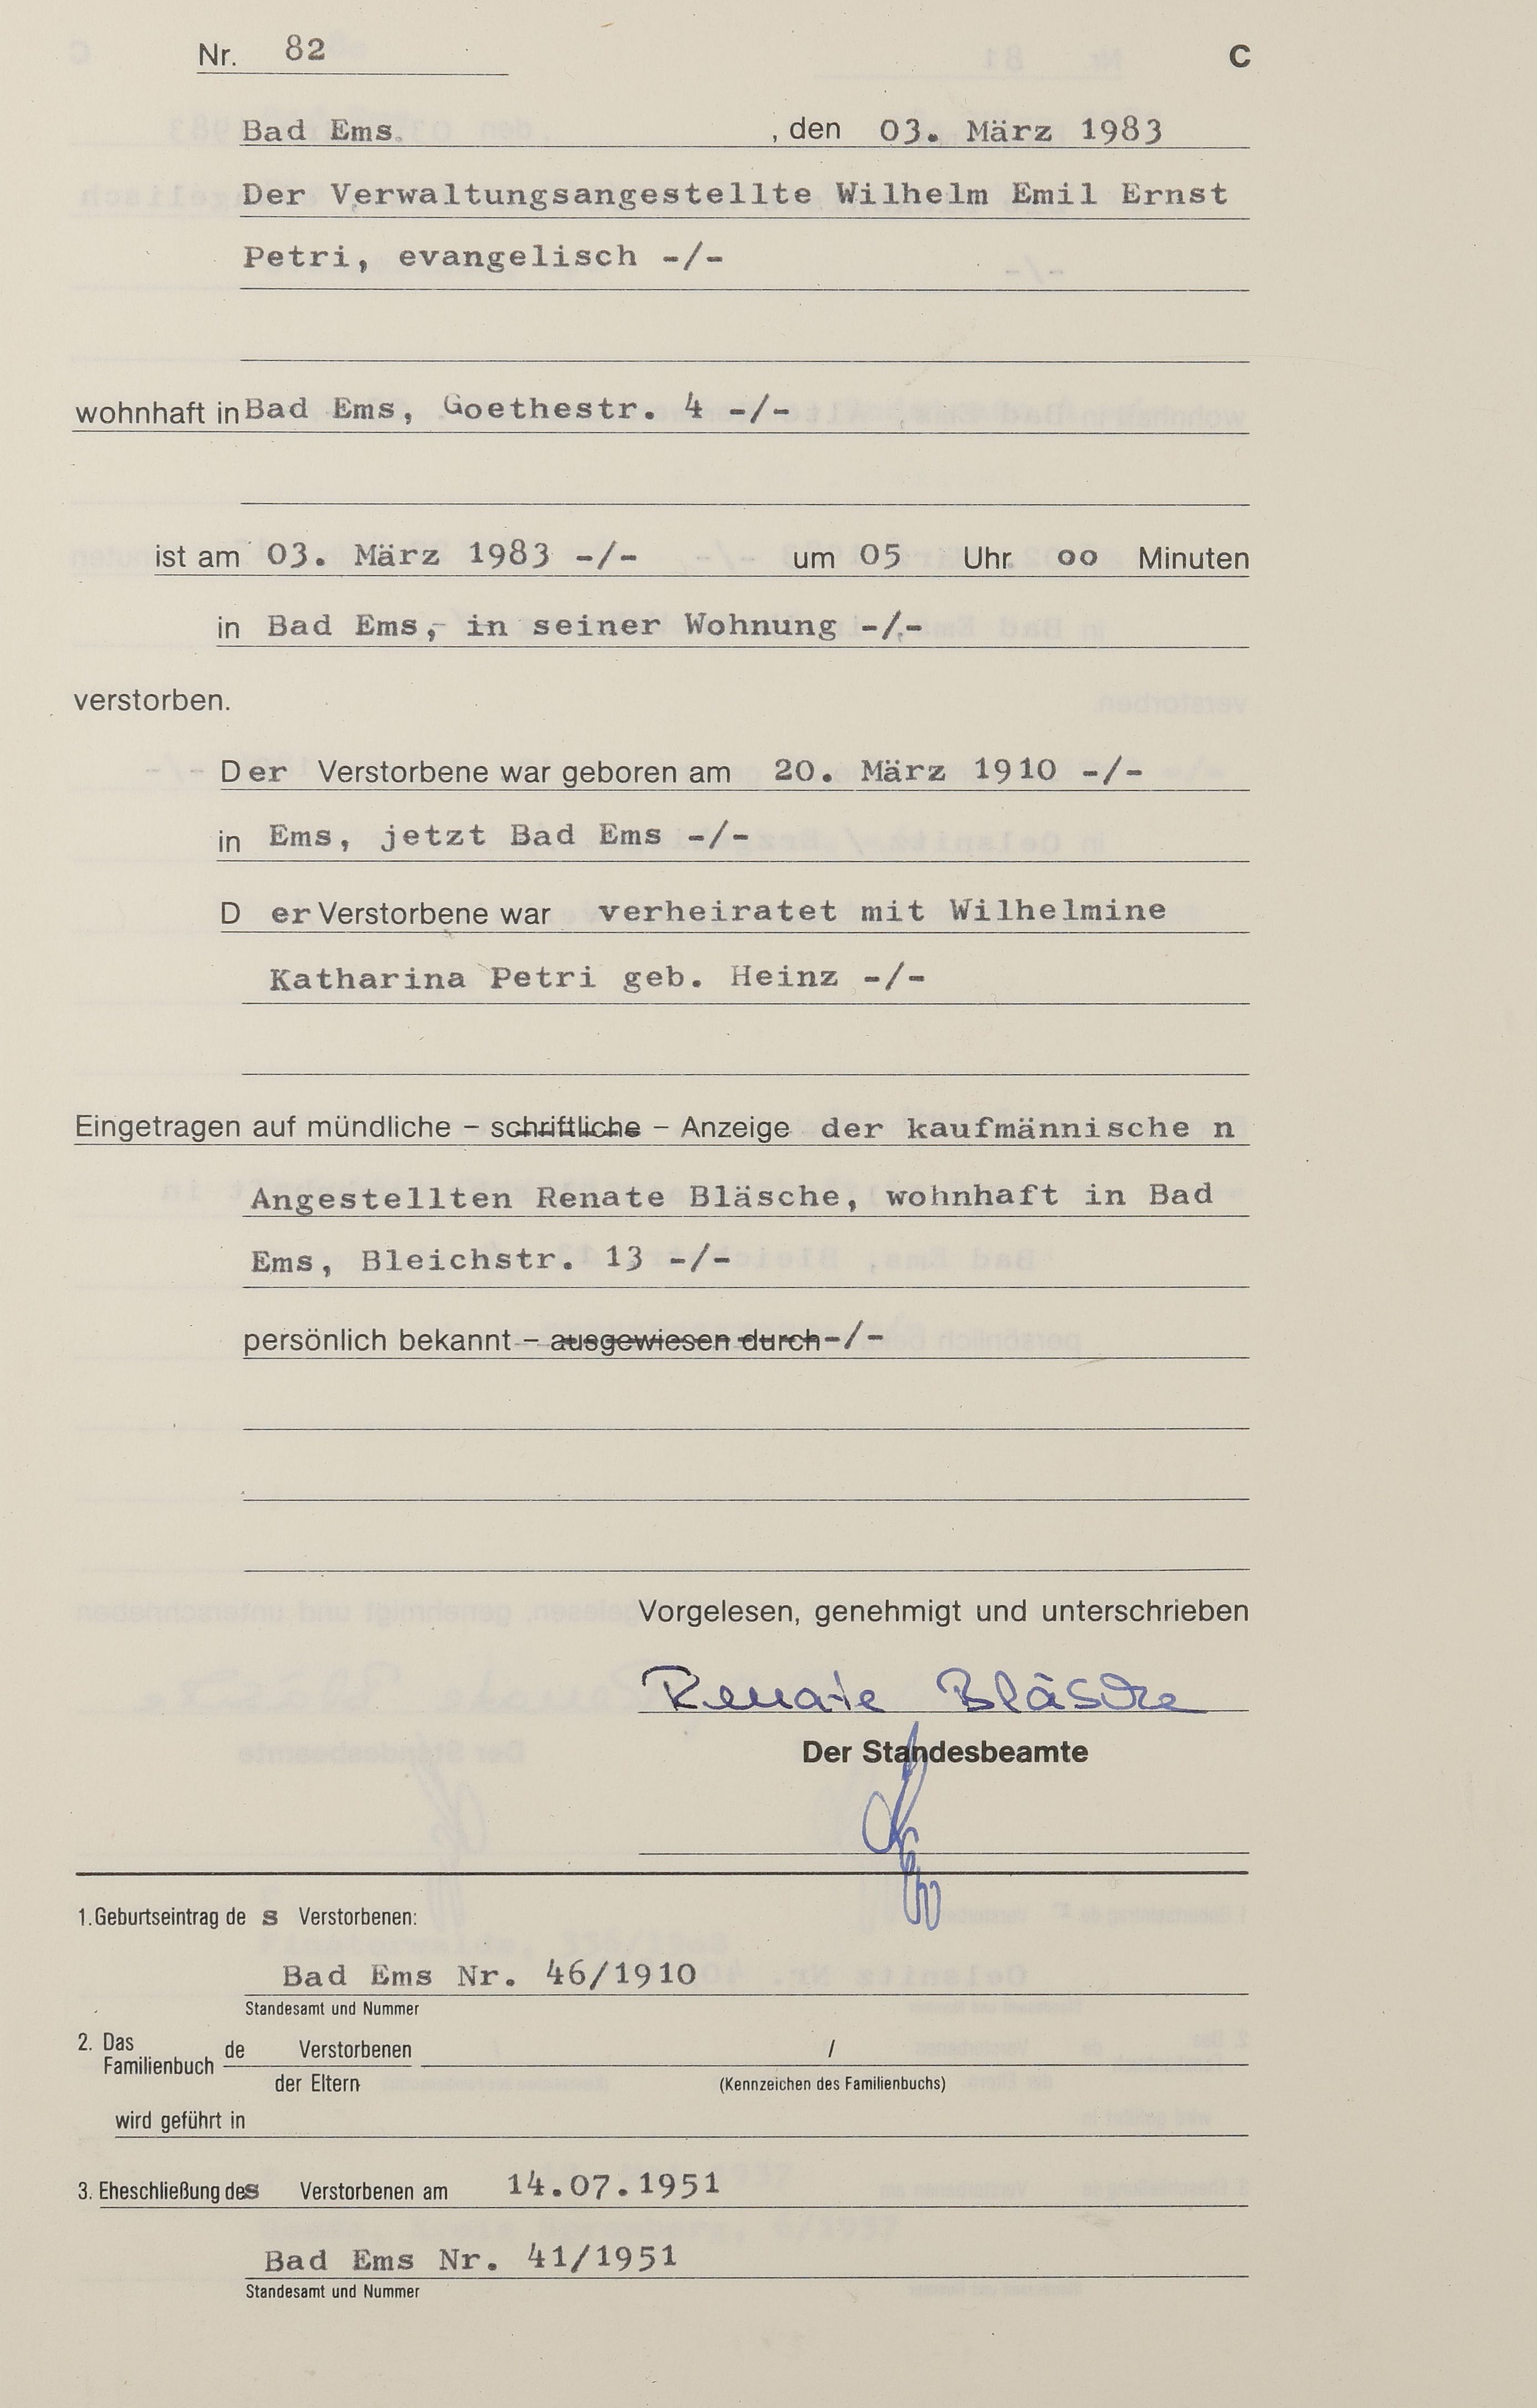 Nr. 82 C
Bad Ems , den 03. März 1983
Der Verwaltungsangestellte Wilhelm Emil Ernst
Petri, evangelisch -/-
wohnhaft in Bad Ems, Goethestr. 4 -/-
ist am 03. März 1983 -/- um 05 Uhr oo Minuten
in Bad Ems, in seiner Wohnung -/-
verstorben.
Der Verstorbene war geboren am 20. März 1910 -/-
in Ems, jetzt Bad Ems -/-
D er Verstorbene war verheiratet mit Wilhelmine
Katharina Petri geb. Heinz -/-
Eingetragen auf mündliche – schriftliche – Anzeige der kaufmännische n
Angestellten Renate Bläsche, wohnhaft in Bad
Ems, Bleichstr. 13 -/-
persönlich bekannt – ausgewiesen durch -/-
Vorgelesen, genehmigt und unterschrieben
Renate Bläsche
Der Standesbeamte
1. Geburtseintrag de s Verstorbenen:
Bad Ems Nr. 46/1910
Standesamt und Nummer
2. Das Familienbuch de Verstorbenen /
der Eltern (Kennzeichen des Familienbuchs)
wird geführt in
3. Eheschließung des Verstorbenen am 14.07.1951
Bad Ems Nr. 41/1951
Standesamt und Nummer